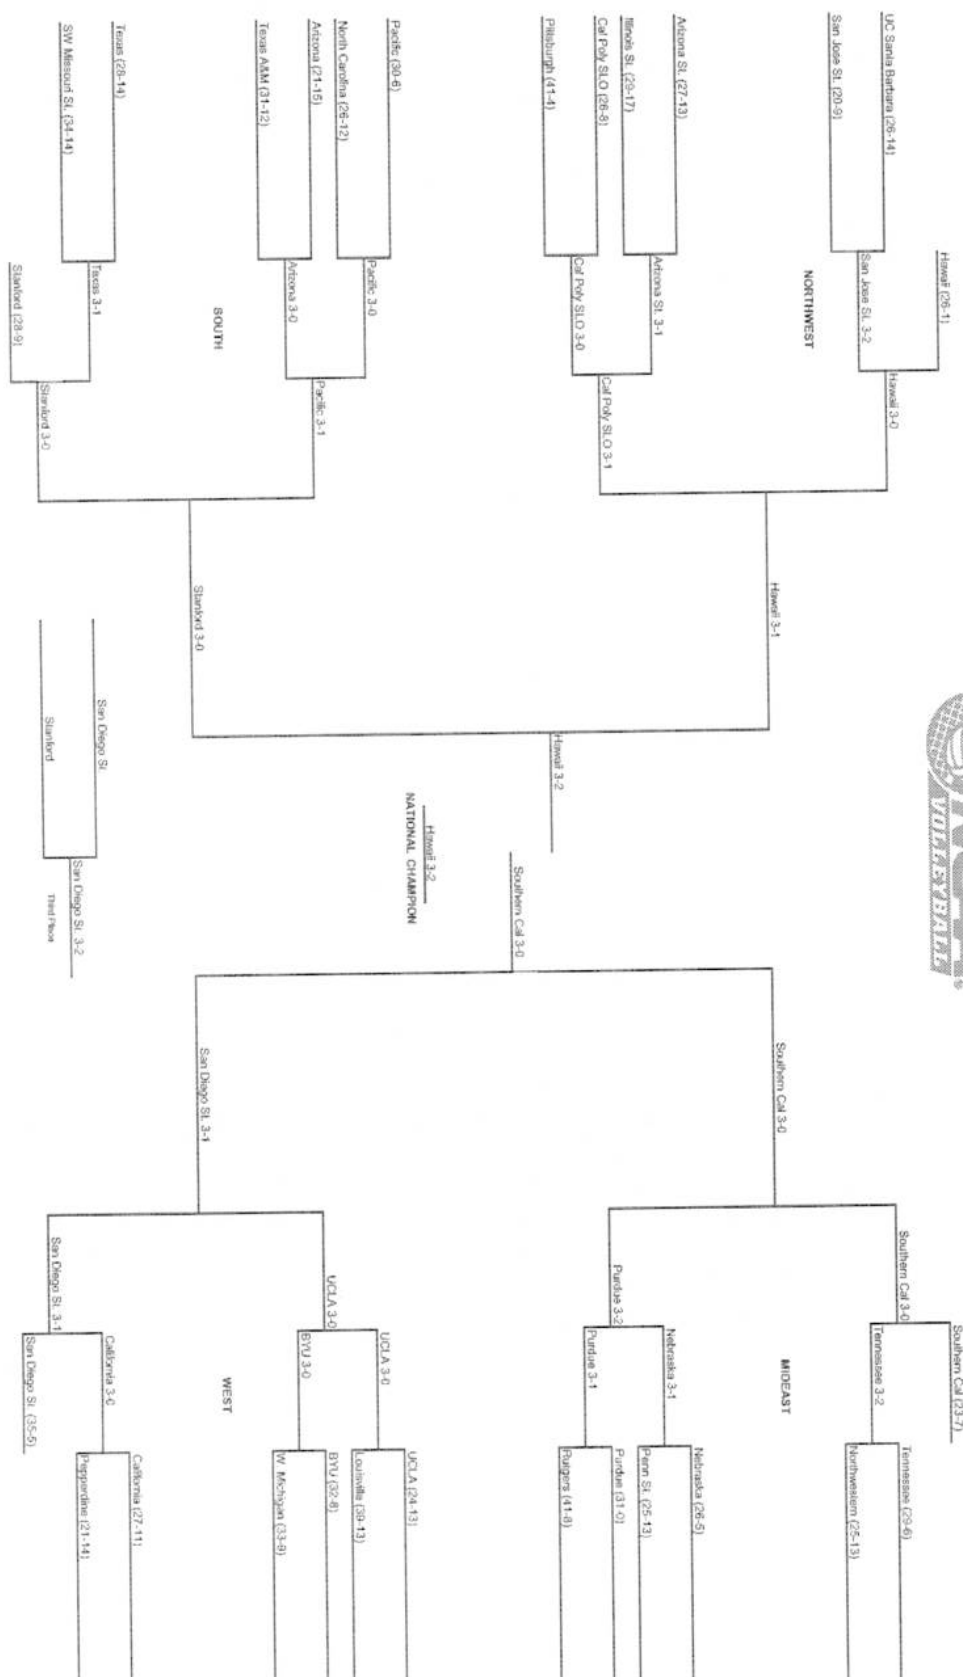 VOLLEYBALL
Hawaii (26-1)
UC Santa Barbara (26-14)
San Jose St. (20-9)
San Jose St. 3-2
Hawaii 3-0
NORTHWEST
Arizona St. (27-13)
Illinois St. (29-17)
Arizona St. 3-1
Cal Poly SLO (26-8)
Pittsburgh (41-4)
Cal Poly SLO 3-0
Cal Poly SLO 3-1
Hawaii 3-1
Pacific (30-6)
North Carolina (26-12)
Pacific 3-0
Arizona (21-15)
Texas A&M (31-12)
Arizona 3-0
Pacific 3-1
SOUTH
Texas (28-14)
SW Missouri St. (34-14)
Texas 3-1
Stanford (28-9)
Stanford 3-0
Stanford 3-0
Hawaii 3-2
Southern Cal 3-0
Hawaii 3-2
NATIONAL CHAMPION
San Diego St.
Stanford
San Diego St. 3-2
Third Place
Southern Cal (23-7)
Southern Cal 3-0
Tennessee (29-6)
Tennessee 3-2
Northwestern (25-13)
Southern Cal 3-0
MIDEAST
Nebraska (26-5)
Nebraska 3-1
Penn St. (25-13)
Purdue 3-2
Purdue (31-0)
Purdue 3-1
Rutgers (41-8)
UCLA (24-13)
UCLA 3-0
Louisville (39-13)
UCLA 3-0
BYU (32-8)
BYU 3-0
W. Michigan (33-9)
San Diego St. 3-1
WEST
California (27-11)
California 3-0
Pepperdine (21-14)
San Diego St. 3-1
San Diego St. (35-5)